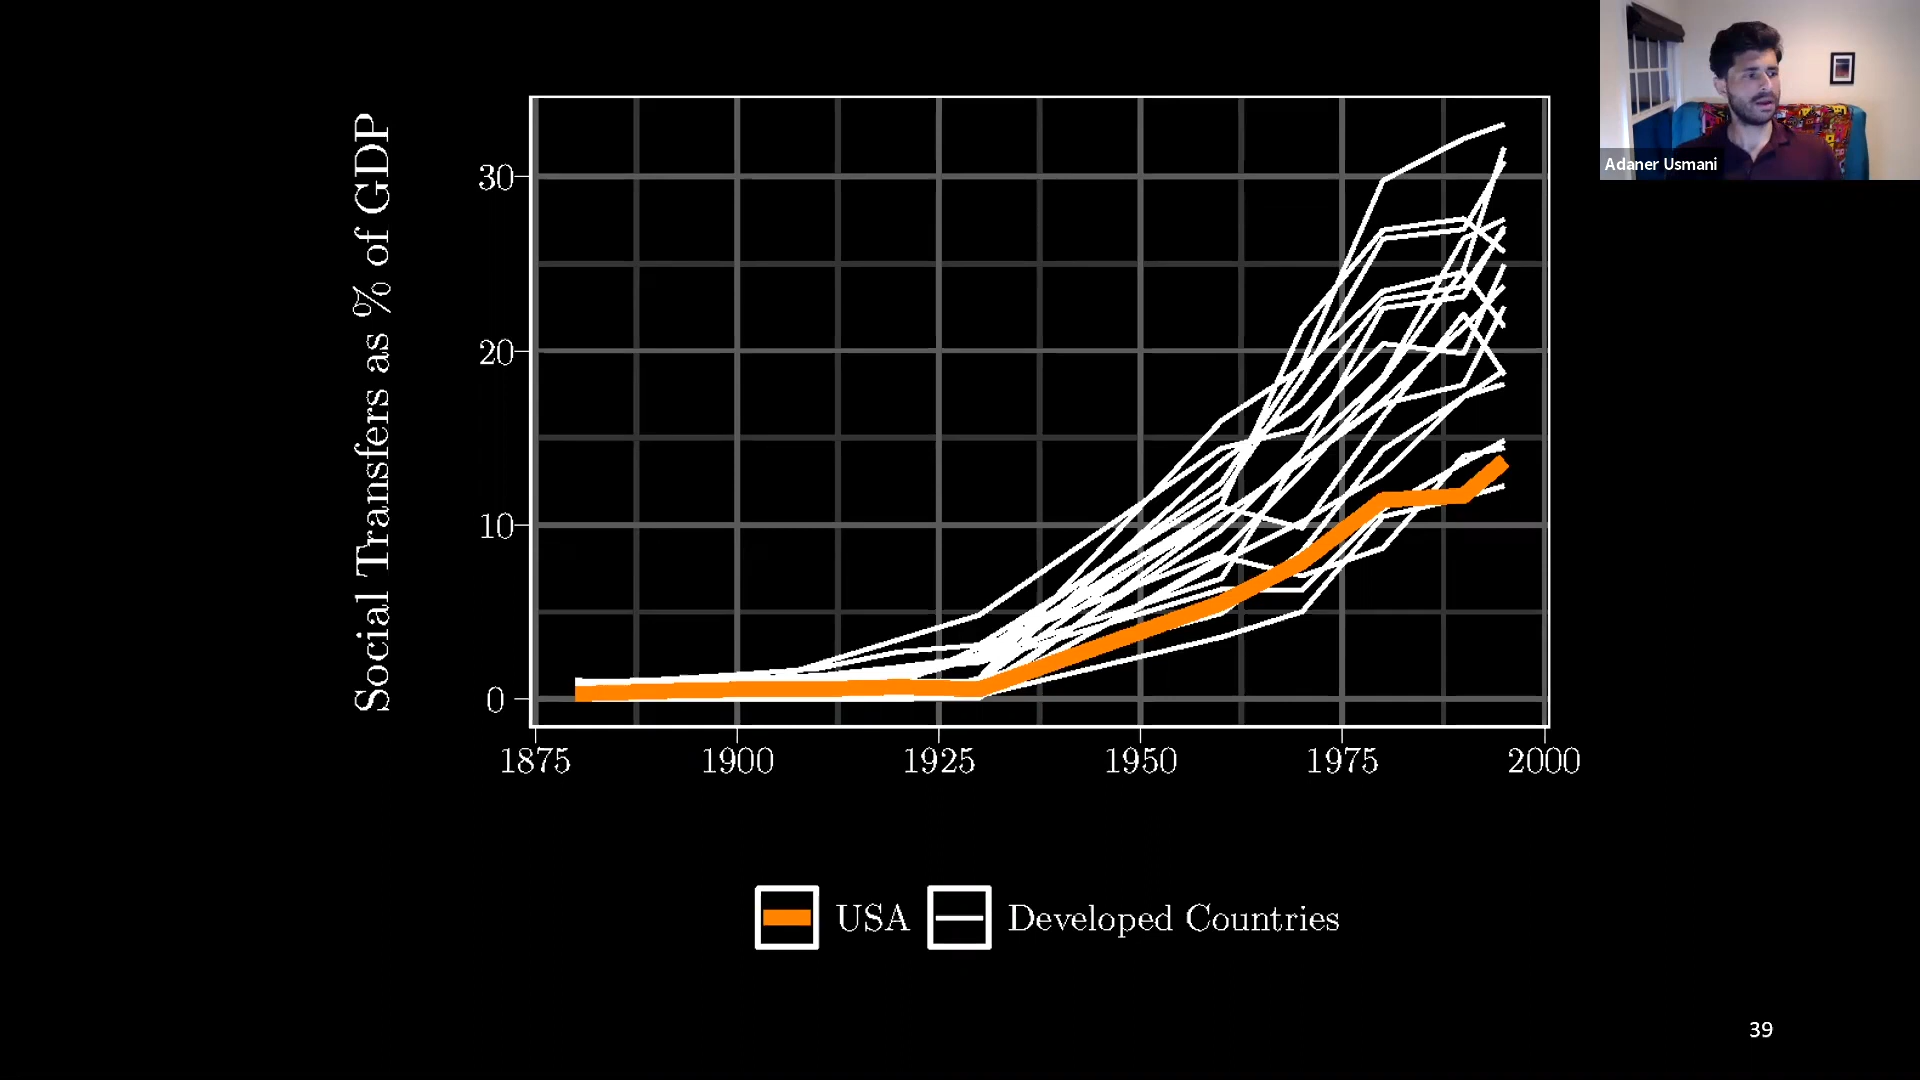 Adaner Usmani
Social Transfers as % of GDP
30
20
10
0
1875 1900 1925 1950 1975 2000
USA Developed Countries
39